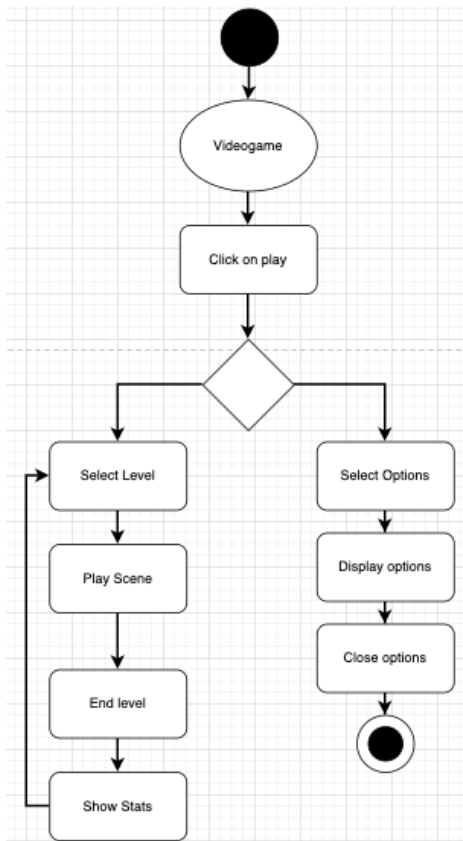 Videogame
Click on play
Select Level
Select Options
Play Scene
Display options
Close options
End level
Show Stats